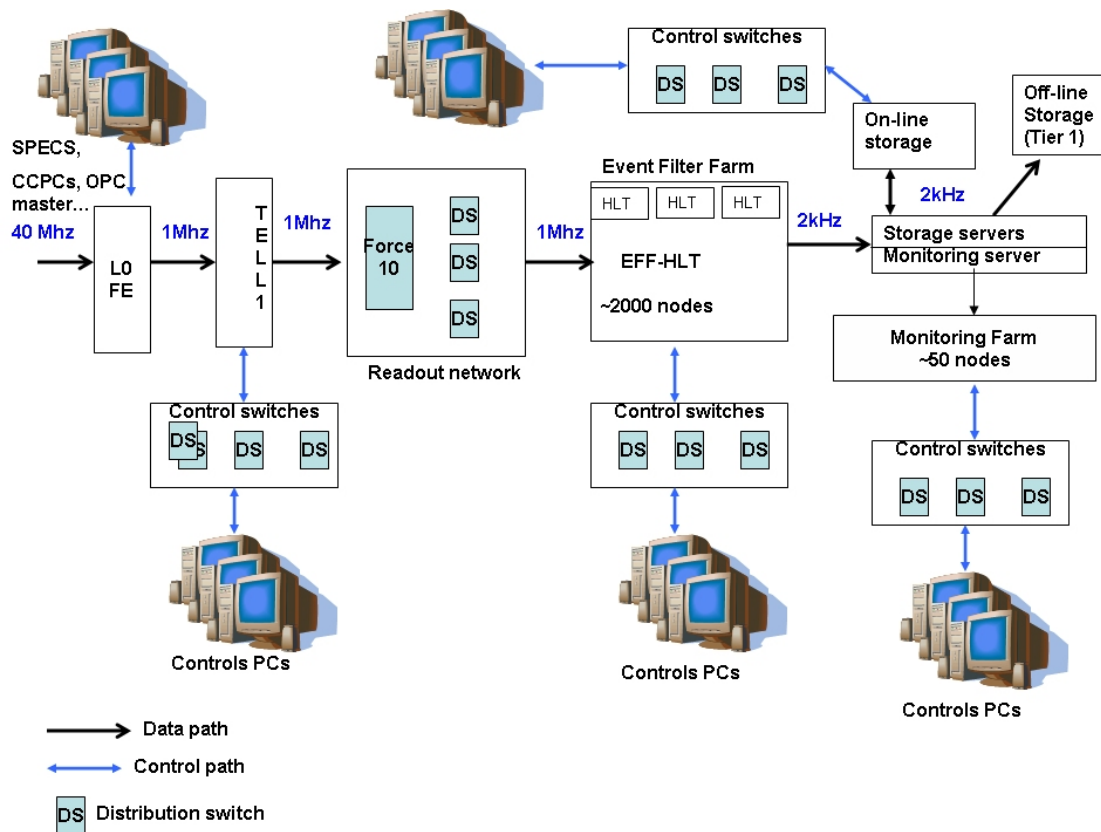 Control switches
DS
DS
DS
Off-line
Storage
(Tier 1)
On-line
storage
SPECS,
CCPCs, OPC
master...
Event Filter Farm
HLT
HLT
HLT
40 Mhz
1Mhz
1Mhz
1Mhz
2kHz
2kHz
L0
FE
T
E
L
L
1
Force
10
DS
DS
DS
EFF-HLT
~2000 nodes
Storage servers
Monitoring server
Readout network
Monitoring Farm
~50 nodes
Control switches
DS
S
DS
DS
Control switches
DS
DS
DS
Control switches
DS
DS
DS
Controls PCs
Controls PCs
Controls PCs
Data path
Control path
DS
Distribution switch